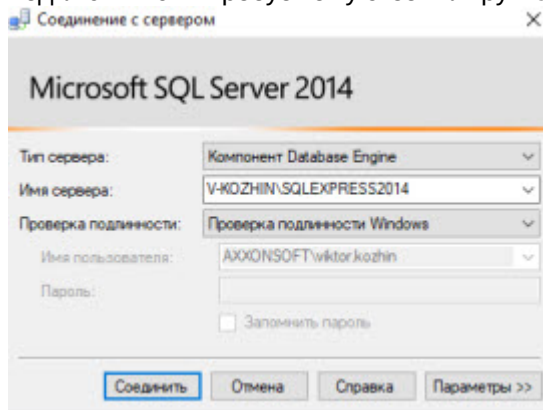 Соединение с сервером
Microsoft SQL Server 2014
Тип сервера: Компонент Database Engine
Имя сервера: V-KOZHIN\SQLEXPRESS2014
Проверка подлинности: Проверка подлинности Windows
Имя пользователя: AXXONSOFT\viktor.kozhin
Пароль:
Запомнить пароль
Соединить Отмена Справка Параметры >>